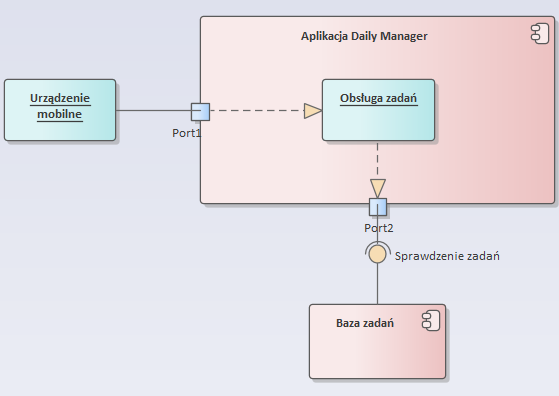 Aplikacja Daily Manager
Urządzenie
mobilne
Obsługa zadań
Port1
Port2
Sprawdzenie zadań
Baza zadań